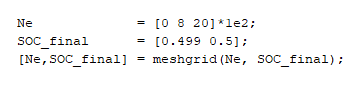 Ne = [0 8 20]*1e2;
SOC_final = [0.499 0.5];
[Ne,SOC_final] = meshgrid(Ne, SOC_final);